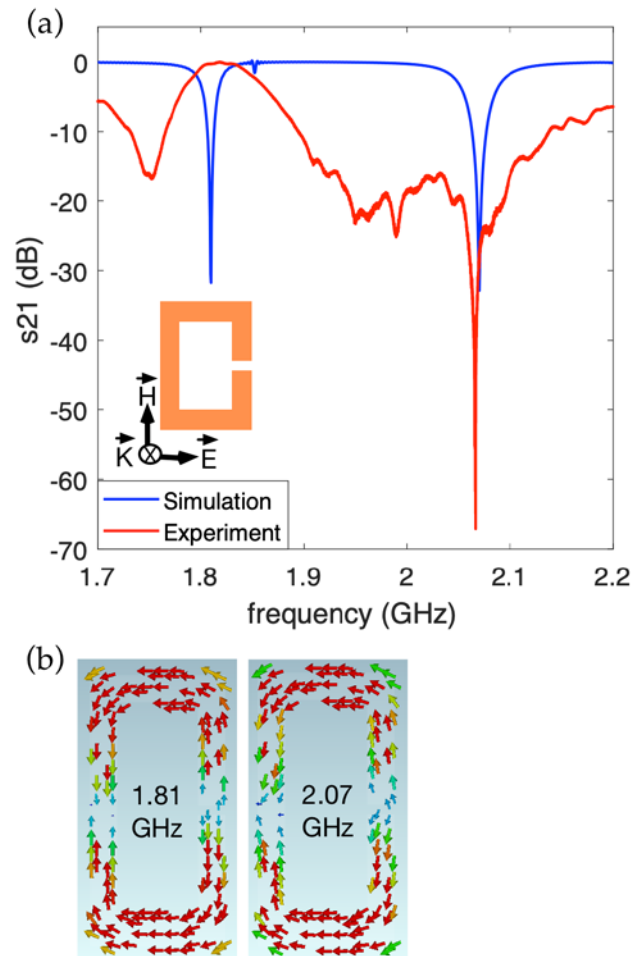 (a)
0
-10
-20
-30
-40
-50
-60
-70
s21 (dB)
H
K
E
Simulation
Experiment
1.7
1.8
1.9
2
2.1
2.2
frequency (GHz)
(b)
1.81
GHz
2.07
GHz